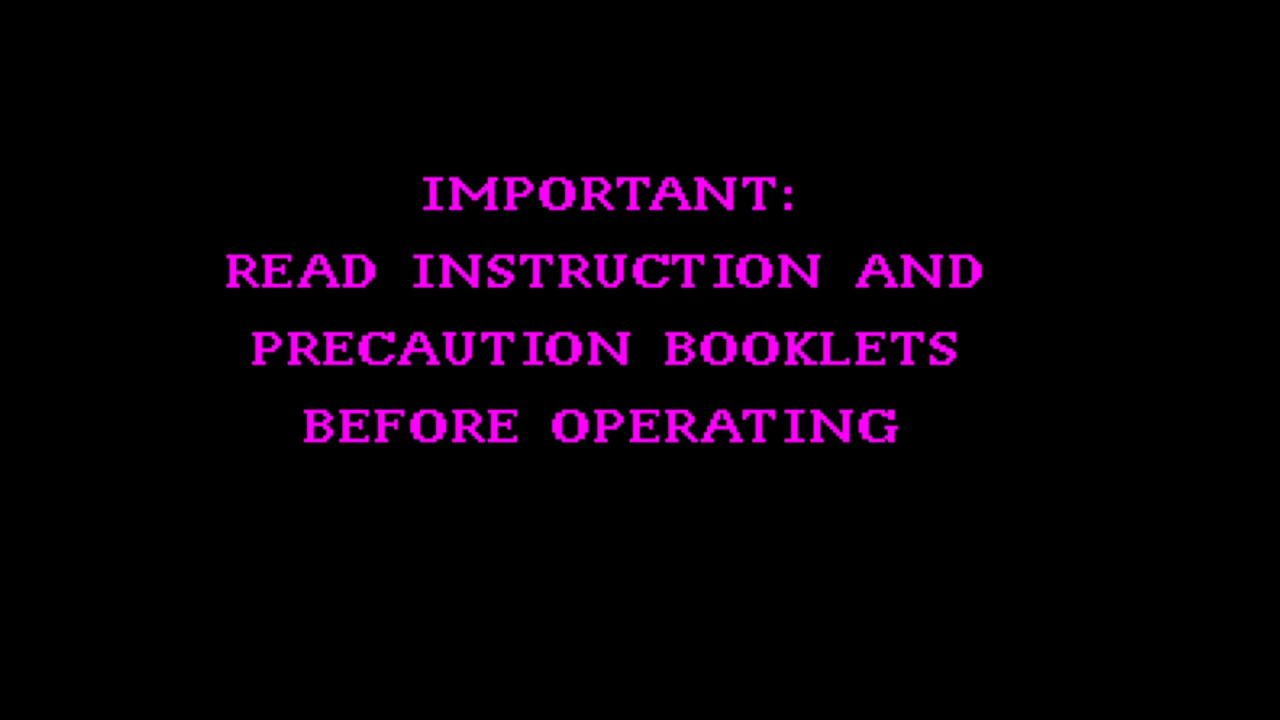 IMPORTANT:
READ INSTRUCTION AND
PRECAUTION BOOKLETS
BEFORE OPERATING